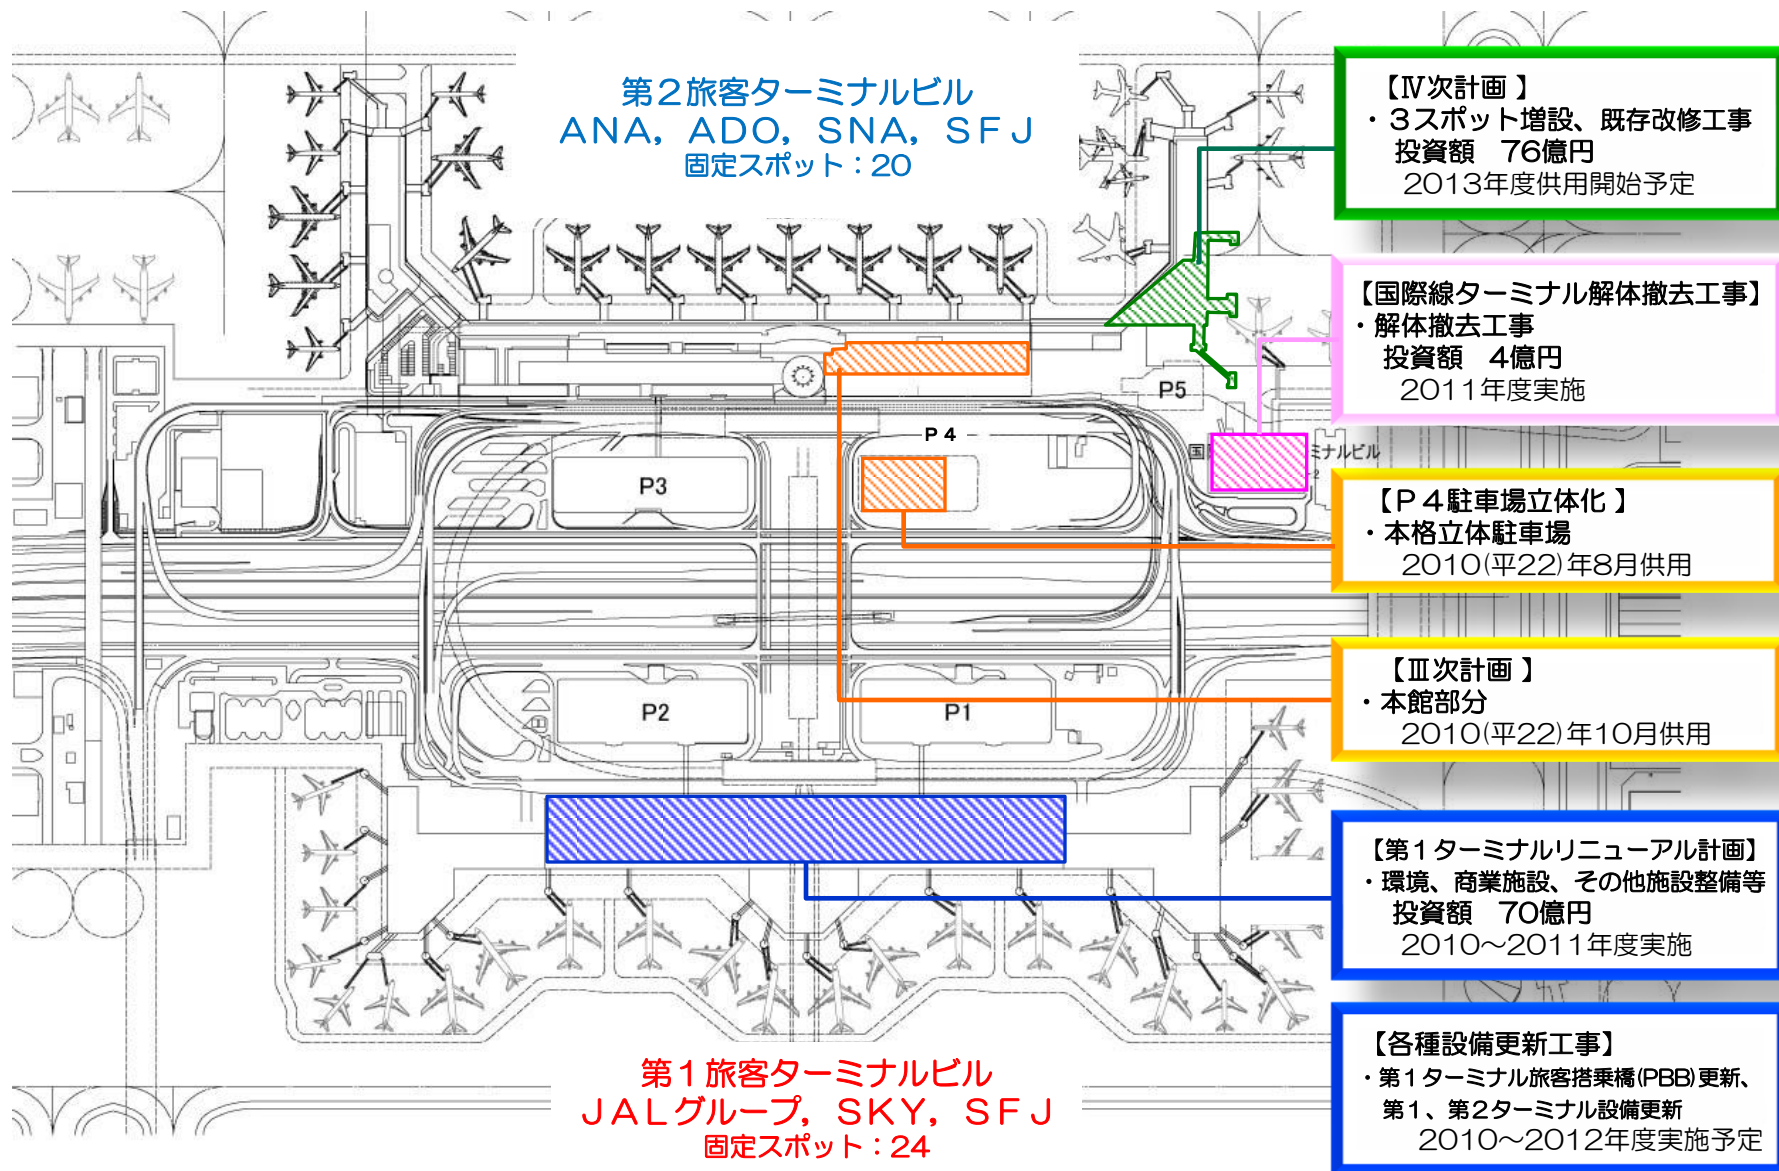 第2旅客ターミナルビル
ANA, ADO, SNA, SFJ
固定スポット：20
【Ⅳ次計画 】
・３スポット増設、既存改修工事
投資額　76億円
2013年度供用開始予定
【国際線ターミナル解体撤去工事】
・解体撤去工事
投資額　4億円
2011年度実施
P5
P 4
国
ミナルビル
P3
【Ｐ４駐車場立体化 】
・本格立体駐車場
2010(平22)年8月供用
【Ⅲ次計画 】
・本館部分
2010(平22)年10月供用
P2
P1
【第１ターミナルリニューアル計画】
・環境、商業施設、その他施設整備等
投資額　70億円
2010～2011年度実施
【各種設備更新工事】
・第１ターミナル旅客搭乗橋(PBB)更新、
第１、第２ターミナル設備更新
2010～2012年度実施予定
第１旅客ターミナルビル
ＪＡＬグループ, ＳＫＹ, ＳＦＪ
固定スポット：24